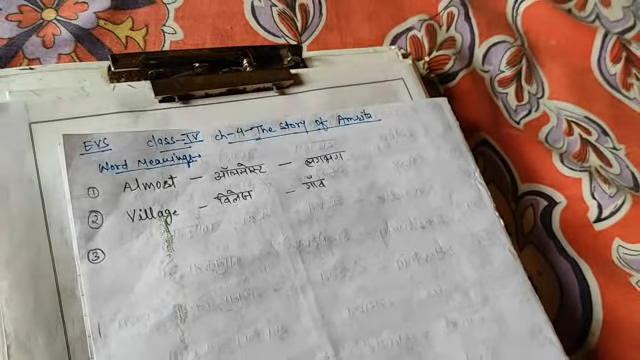 EVS class-IV ch-4-The Story of Amrita
Word Meanings
① Almost - ऑलमोस्ट - लगभग
② Village - विलेज - गाँव
③